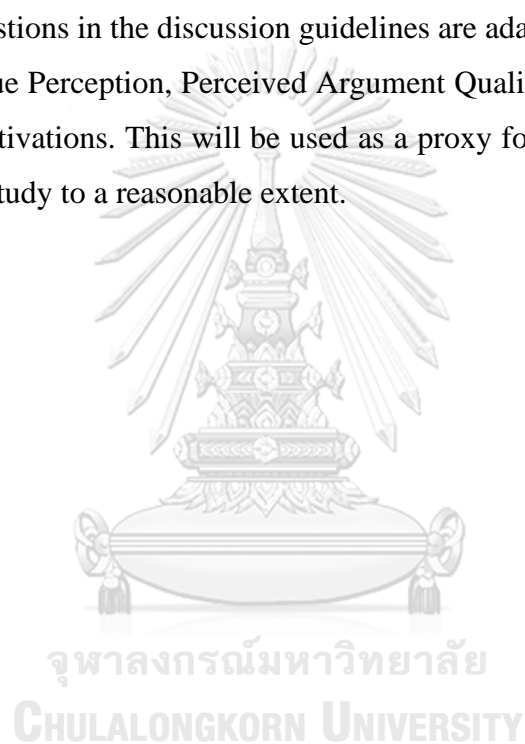 stions in the discussion guidelines are ada
ue Perception, Perceived Argument Quali
tivations. This will be used as a proxy fo
study to a reasonable extent.
จุฬาลงกรณ์มหาวิทยาลัย
CHULALONGKORN UNIVERSITY